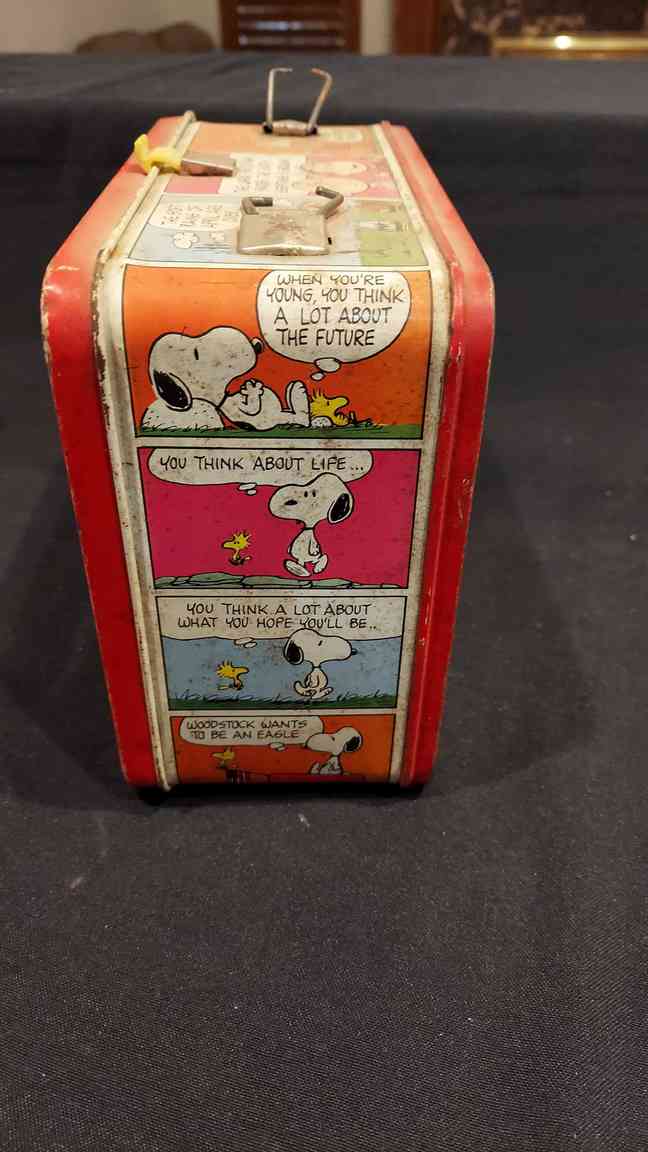 WHEN YOU'RE
YOUNG, YOU THINK
A LOT ABOUT
THE FUTURE
YOU THINK ABOUT LIFE...
YOU THINK A LOT ABOUT
WHAT YOU HOPE YOU'LL BE..
WOODSTOCK WANTS
TO BE AN EAGLE